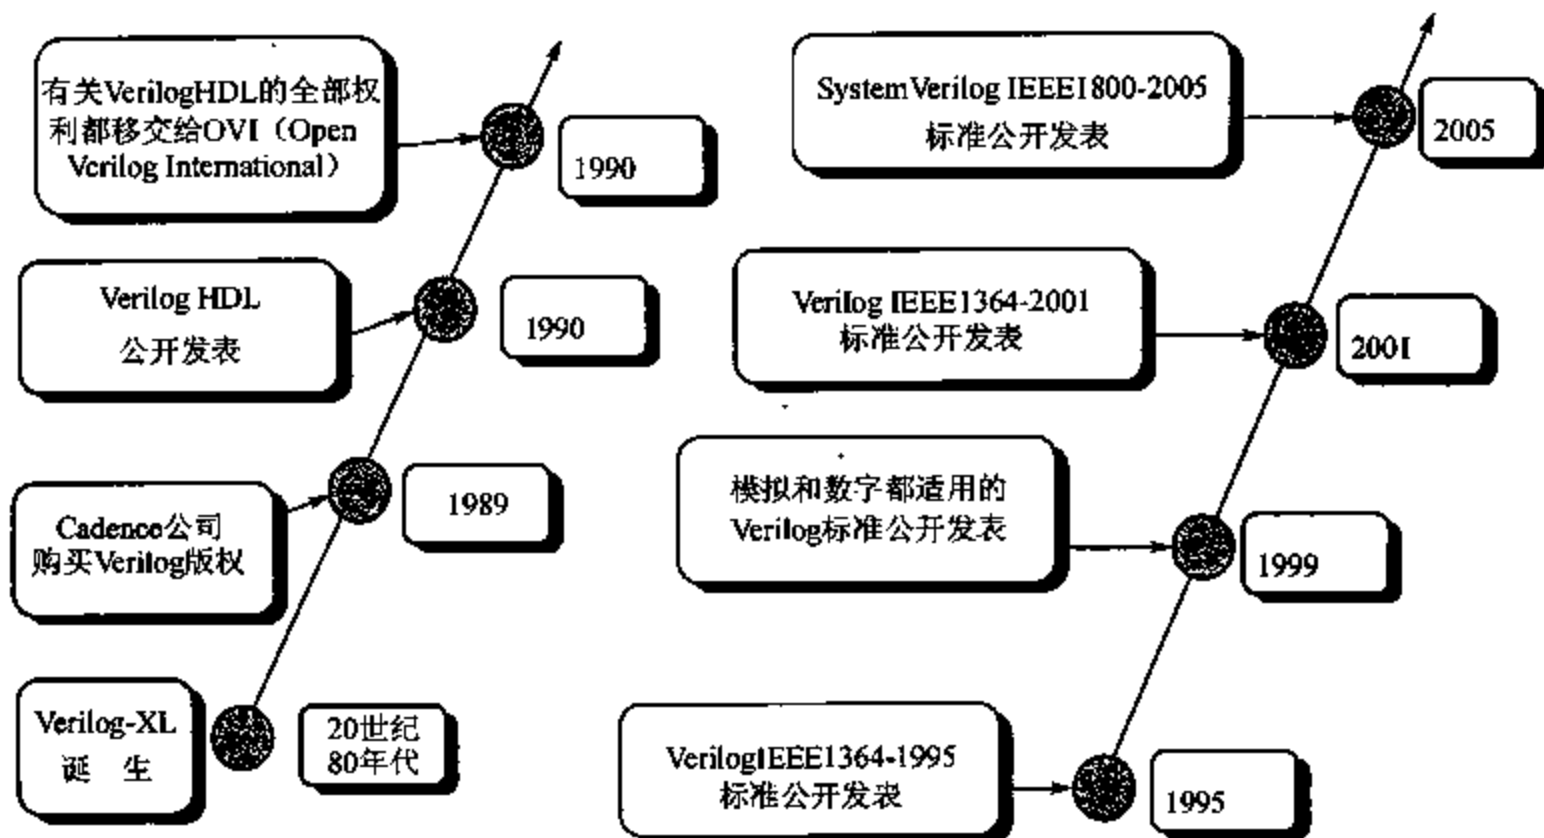 有关VerilogHDL的全部权
利都移交给OVI（Open
Verilog International）
1990
Verilog HDL
公开发表
1990
Cadence公司
购买Verilog版权
1989
Verilog-XL
诞 生
20世纪
80年代
SystemVerilog IEEE1800-2005
标准公开发表
2005
Verilog IEEE1364-2001
标准公开发表
2001
模拟和数字都适用的
Verilog标准公开发表
1999
VerilogIEEE1364-1995
标准公开发表
1995